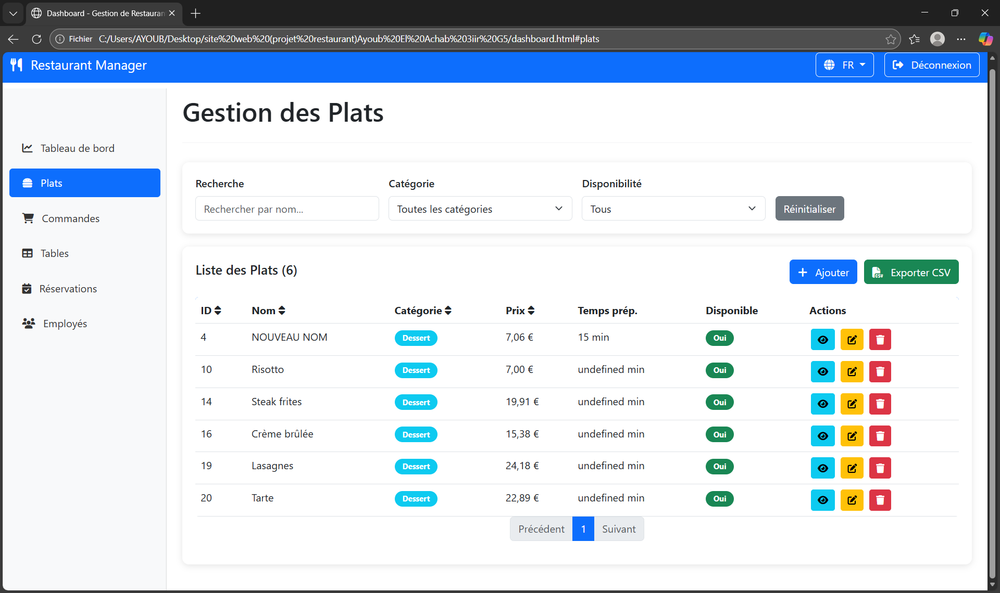 Dashboard - Gestion de Restauran
Fichier C:/Users/AYOUB/Desktop/site%20web%20(projet%20restaurant)Ayoub%20El%20Achab%203iir%20G5/dashboard.html#plats
Restaurant Manager
FR
Déconnexion
Tableau de bord
Plats
Commandes
Tables
Réservations
Employés
Gestion des Plats
Recherche Catégorie Disponibilité
Rechercher par nom... Toutes les catégories Tous Réinitialiser
Liste des Plats (6)
Ajouter
CSV Exporter CSV
ID Nom Catégorie Prix Temps prép. Disponible Actions
4 NOUVEAU NOM Dessert 7,06 € 15 min Oui
10 Risotto Dessert 7,00 € undefined min Oui
14 Steak frites Dessert 19,91 € undefined min Oui
16 Crème brûlée Dessert 15,38 € undefined min Oui
19 Lasagnes Dessert 24,18 € undefined min Oui
20 Tarte Dessert 22,89 € undefined min Oui
Précédent 1 Suivant